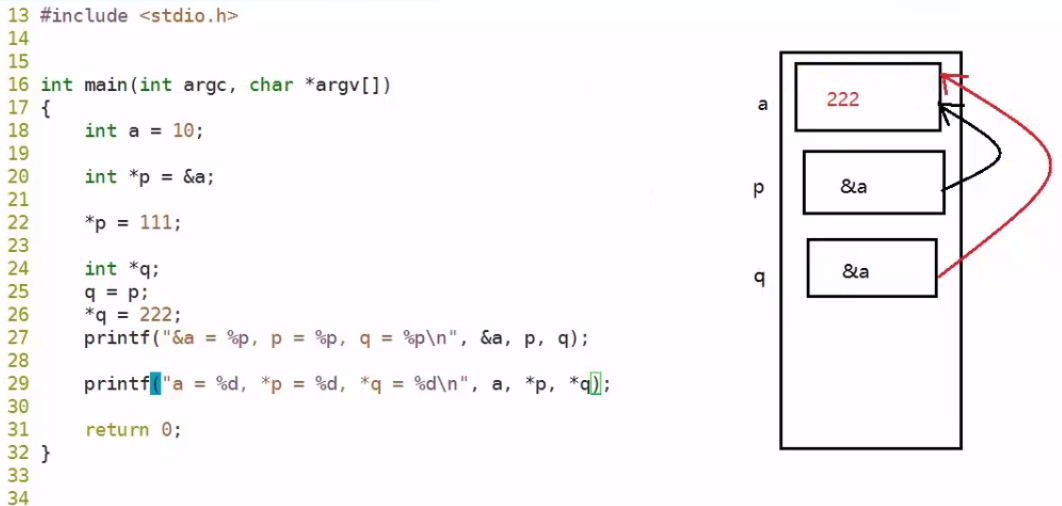 13 #include <stdio.h>
14
15
16 int main(int argc, char *argv[])
17 {
18     int a = 10;
19
20     int *p = &a;
21
22     *p = 111;
23
24     int *q;
25     q = p;
26     *q = 222;
27     printf("&a = %p, p = %p, q = %p\n", &a, p, q);
28
29     printf("a = %d, *p = %d, *q = %d\n", a, *p, *q);
30
31     return 0;
32 }
33
34
a 222
p &a
q &a